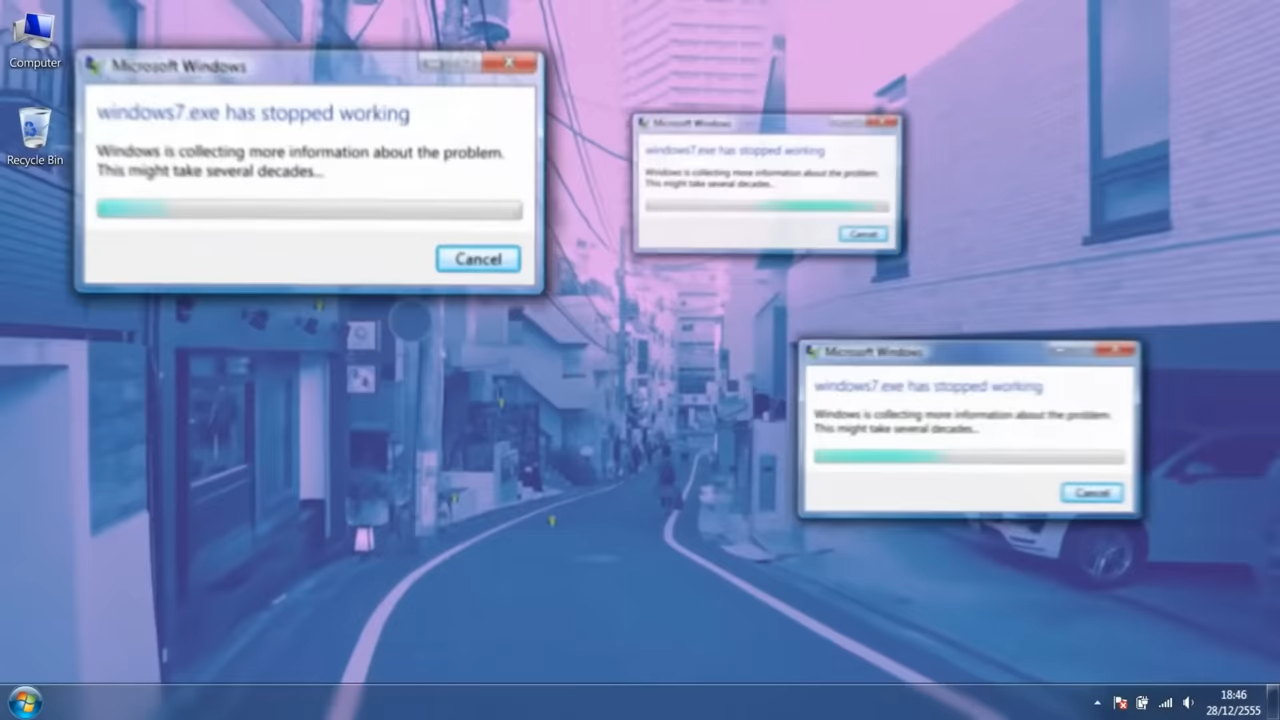 Computer
Recycle Bin
Microsoft Windows
windows7.exe has stopped working
Windows is collecting more information about the problem.
This might take several decades...
Cancel
Microsoft Windows
windows7.exe has stopped working
Windows is collecting more information about the problem.
This might take several decades...
Cancel
Microsoft Windows
windows7.exe has stopped working
Windows is collecting more information about the problem.
This might take several decades...
Cancel
18:46
28/12/2555